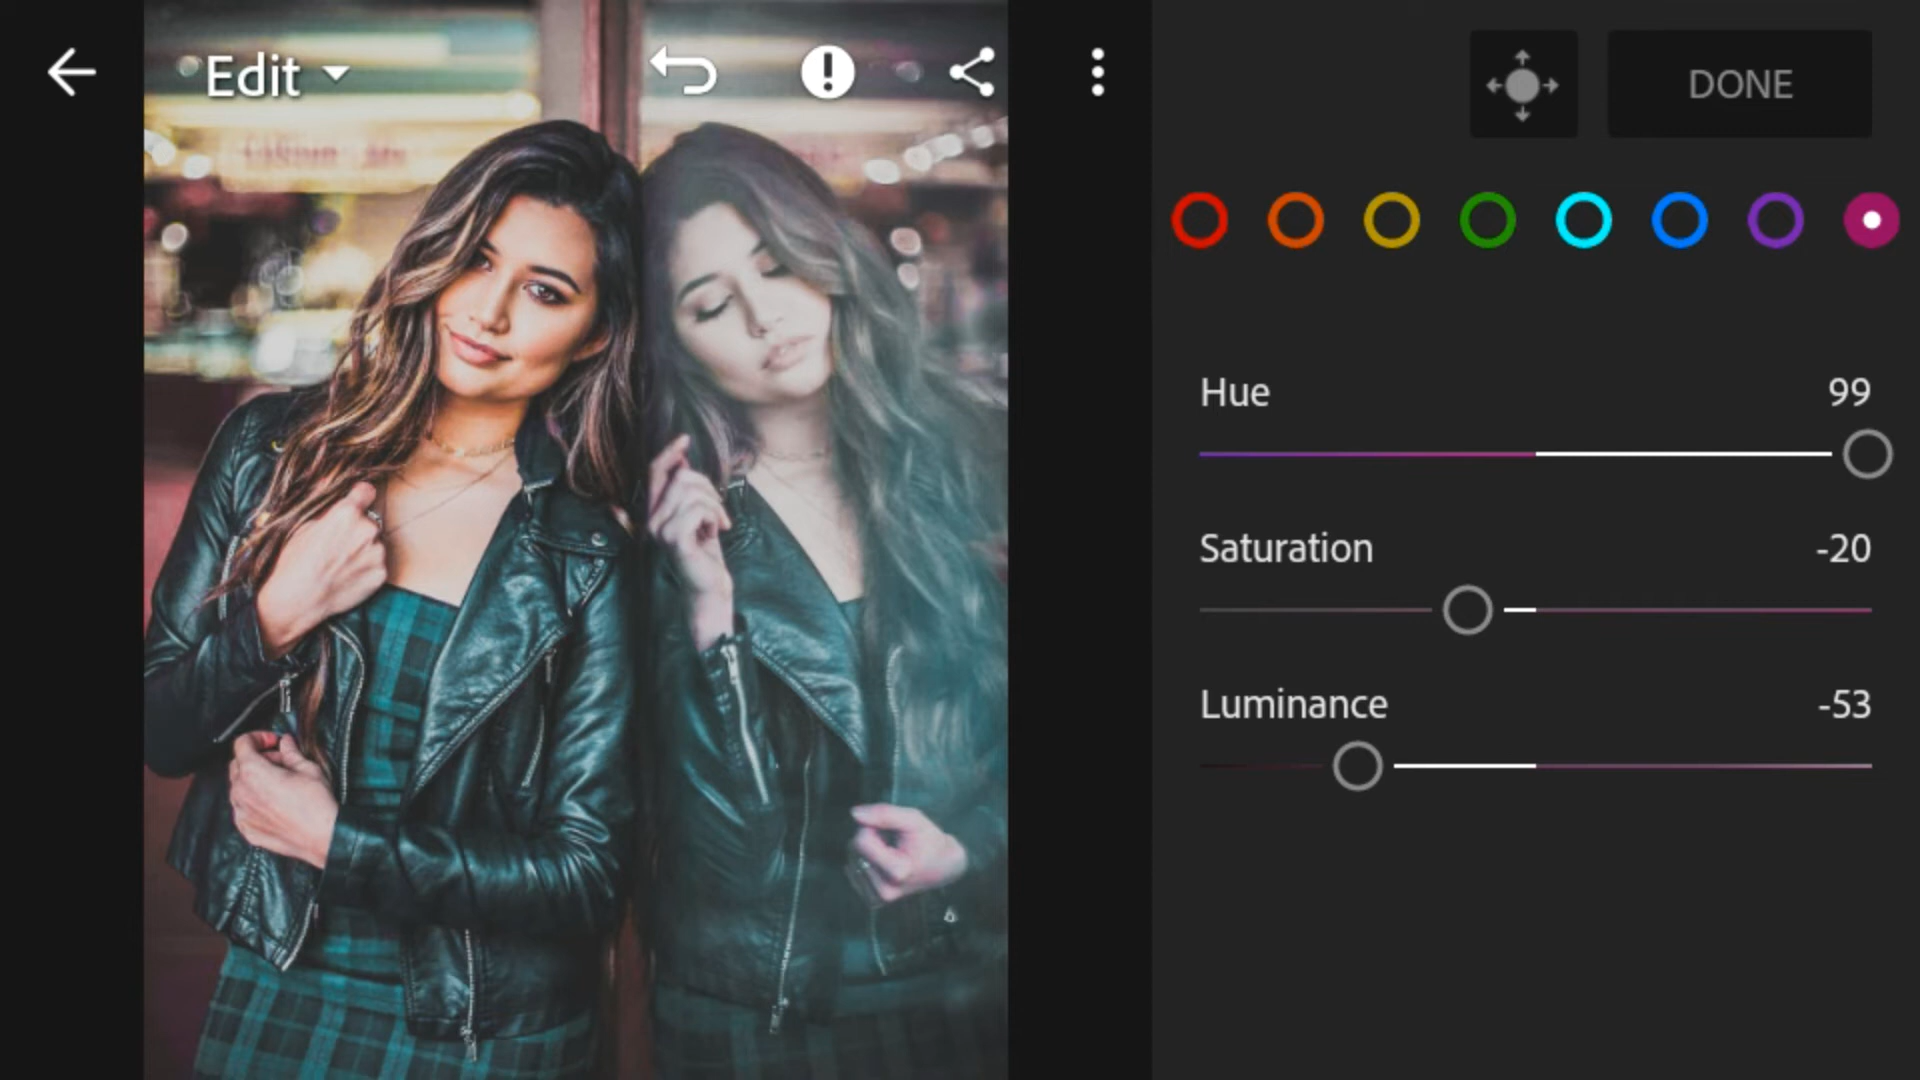 Edit
DONE
Hue 99
Saturation -20
Luminance -53